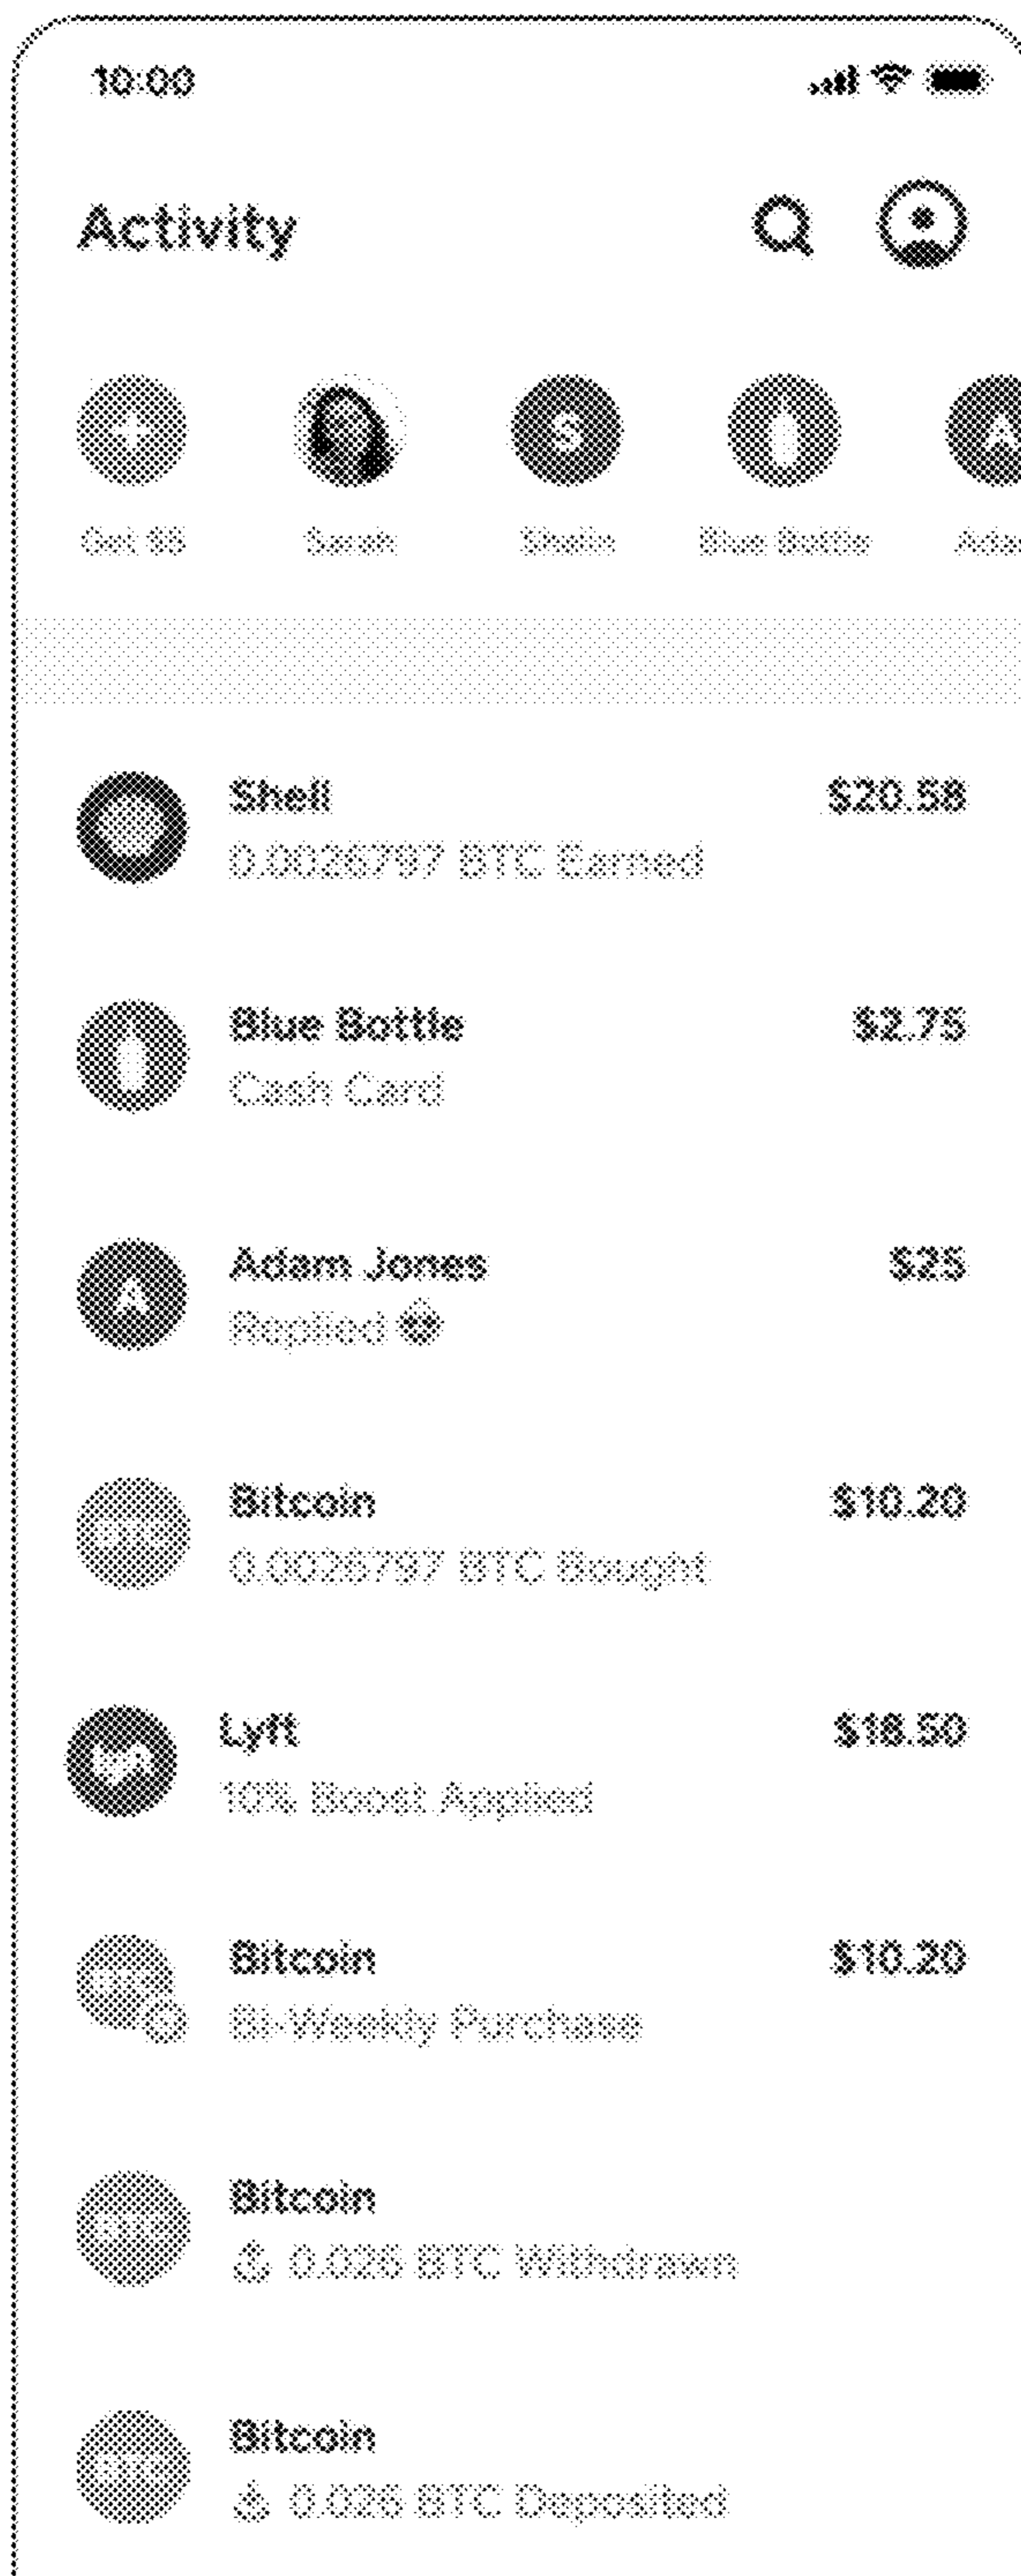 10:00
Activity
S
A
Get $5
Sarah
Blue Bottle
Shell
$20.58
0.0026797 BTC Earned
Blue Bottle
$2.75
Cash Card
A
Adam Jones
$25
Replied
Bitcoin
$10.20
0.0026797 BTC Bought
Lyft
$18.50
10% Boost Applied
Bitcoin
$10.20
Bi-Weekly Purchase
Bitcoin
0.026 BTC Withdrawn
Bitcoin
0.026 BTC Deposited